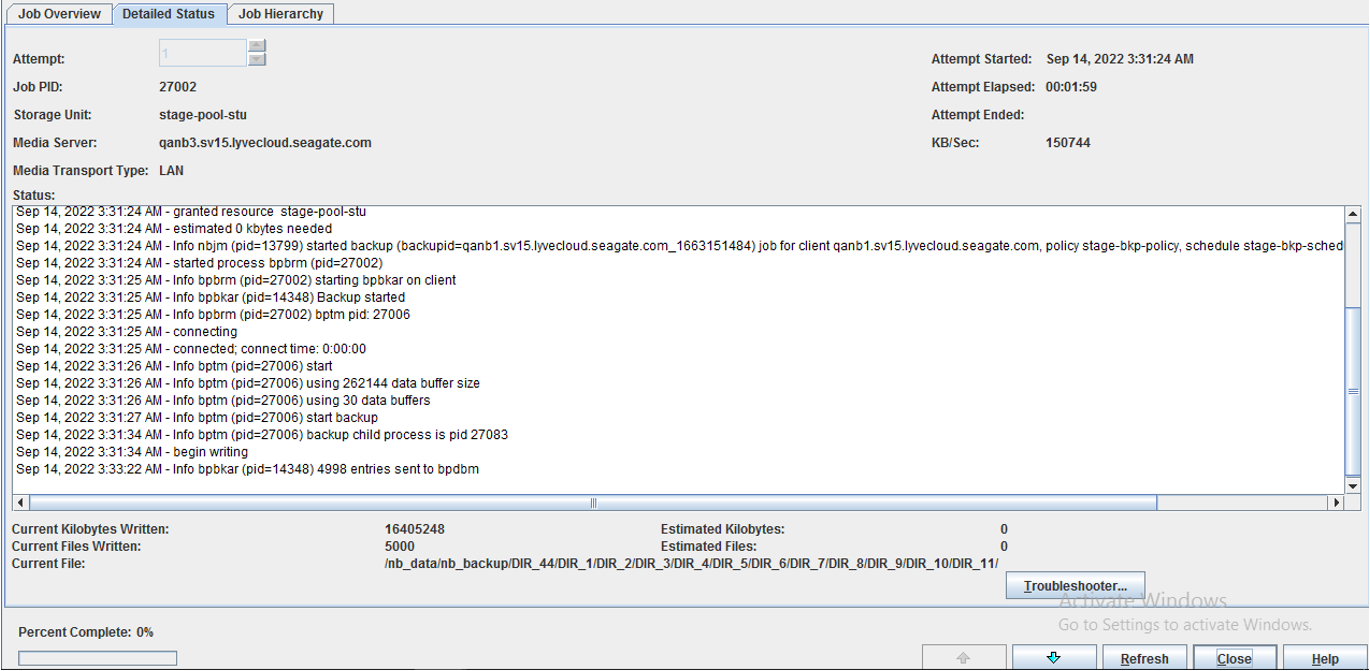 Job Overview Detailed Status Job Hierarchy
Attempt: 1 Attempt Started: Sep 14, 2022 3:31:24 AM
Job PID: 27002 Attempt Elapsed: 00:01:59
Storage Unit: stage-pool-stu Attempt Ended:
Media Server: qanb3.sv15.lyvecloud.seagate.com KB/Sec: 150744
Media Transport Type: LAN
Status:
Sep 14, 2022 3:31:24 AM - granted resource  stage-pool-stu
Sep 14, 2022 3:31:24 AM - estimated 0 kbytes needed
Sep 14, 2022 3:31:24 AM - Info nbjm (pid=13799) started backup (backupid=qanb1.sv15.lyvecloud.seagate.com_1663151484) job for client qanb1.sv15.lyvecloud.seagate.com, policy stage-bkp-policy, schedule stage-bkp-sched
Sep 14, 2022 3:31:24 AM - started process bpbrm (pid=27002)
Sep 14, 2022 3:31:25 AM - Info bpbrm (pid=27002) starting bpbkar on client
Sep 14, 2022 3:31:25 AM - Info bpbkar (pid=14348) Backup started
Sep 14, 2022 3:31:25 AM - Info bpbrm (pid=27002) bptm pid: 27006
Sep 14, 2022 3:31:25 AM - connecting
Sep 14, 2022 3:31:25 AM - connected; connect time: 0:00:00
Sep 14, 2022 3:31:26 AM - Info bptm (pid=27006) start
Sep 14, 2022 3:31:26 AM - Info bptm (pid=27006) using 262144 data buffer size
Sep 14, 2022 3:31:26 AM - Info bptm (pid=27006) using 30 data buffers
Sep 14, 2022 3:31:27 AM - Info bptm (pid=27006) start backup
Sep 14, 2022 3:31:34 AM - Info bptm (pid=27006) backup child process is pid 27083
Sep 14, 2022 3:31:34 AM - begin writing
Sep 14, 2022 3:33:22 AM - Info bpbkar (pid=14348) 4998 entries sent to bpdbm
Current Kilobytes Written: 16405248 Estimated Kilobytes: 0
Current Files Written: 5000 Estimated Files: 0
Current File: /nb_data/nb_backup/DIR_44/DIR_1/DIR_2/DIR_3/DIR_4/DIR_5/DIR_6/DIR_7/DIR_8/DIR_9/DIR_10/DIR_11/
Troubleshooter...
Activate Windows
Go to Settings to activate Windows.
Percent Complete: 0%
Refresh Close Help